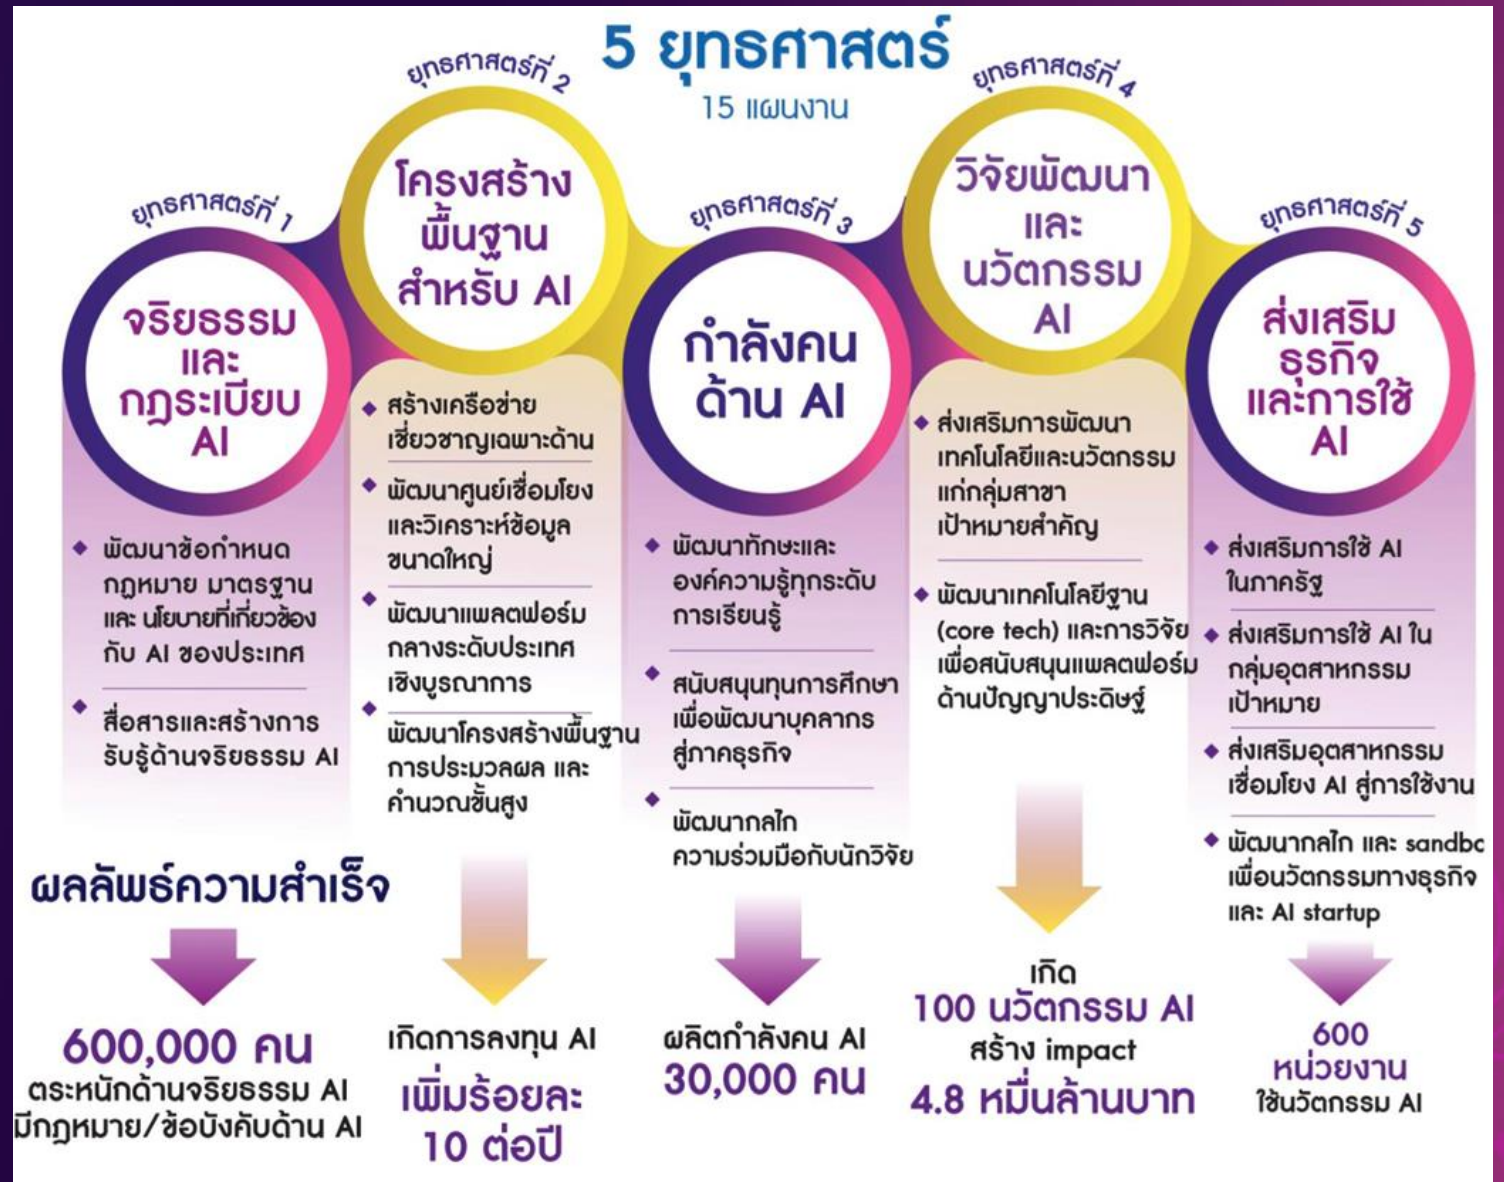 5 ยุทธศาสตร์
15 แผนงาน
ยุทธศาสตร์ที่ 1
จริยธรรม
และ
กฎระเบียบ
AI
พัฒนาข้อกำหนด
กฎหมาย มาตรฐาน
และ นโยบายที่เกี่ยวข้อง
กับ AI ของประเทศ
สื่อสารและสร้างการ
รับรู้ด้านจริยธรรม AI
ยุทธศาสตร์ที่ 2
โครงสร้าง
พื้นฐาน
สำหรับ AI
สร้างเครือข่าย
เชี่ยวชาญเฉพาะด้าน
พัฒนาศูนย์เชื่อมโยง
และวิเคราะห์ข้อมูล
ขนาดใหญ่
พัฒนาแพลตฟอร์ม
กลางระดับประเทศ
เชิงบูรณาการ
พัฒนาโครงสร้างพื้นฐาน
การประมวลผล และ
คำนวณขั้นสูง
ยุทธศาสตร์ที่ 3
กำลังคน
ด้าน AI
พัฒนาทักษะและ
องค์ความรู้ทุกระดับ
การเรียนรู้
สนับสนุนทุนการศึกษา
เพื่อพัฒนาบุคลากร
สู่ภาคธุรกิจ
พัฒนากลไก
ความร่วมมือกับนักวิจัย
ยุทธศาสตร์ที่ 4
วิจัยพัฒนา
และ
นวัตกรรม
AI
ส่งเสริมการพัฒนา
เทคโนโลยีและนวัตกรรม
แก่กลุ่มสาขา
เป้าหมายสำคัญ
พัฒนาเทคโนโลยีฐาน
(core tech) และการวิจัย
เพื่อสนับสนุนแพลตฟอร์ม
ด้านปัญญาประดิษฐ์
ยุทธศาสตร์ที่ 5
ส่งเสริม
ธุรกิจ
และการใช้
AI
ส่งเสริมการใช้ AI
ในภาครัฐ
ส่งเสริมการใช้ AI ใน
กลุ่มอุตสาหกรรม
เป้าหมาย
ส่งเสริมอุตสาหกรรม
เชื่อมโยง AI สู่การใช้งาน
พัฒนากลไก และ sandbo
เพื่อนวัตกรรมทางธุรกิจ
และ AI startup
ผลลัพธ์ความสำเร็จ
600,000 คน
ตระหนักด้านจริยธรรม AI
มีกฎหมาย/ข้อบังคับด้าน AI
เกิดการลงทุน AI
เพิ่มร้อยละ
10 ต่อปี
ผลิตกำลังคน AI
30,000 คน
เกิด
100 นวัตกรรม AI
สร้าง impact
4.8 หมื่นล้านบาท
600
หน่วยงาน
ใช้นวัตกรรม AI